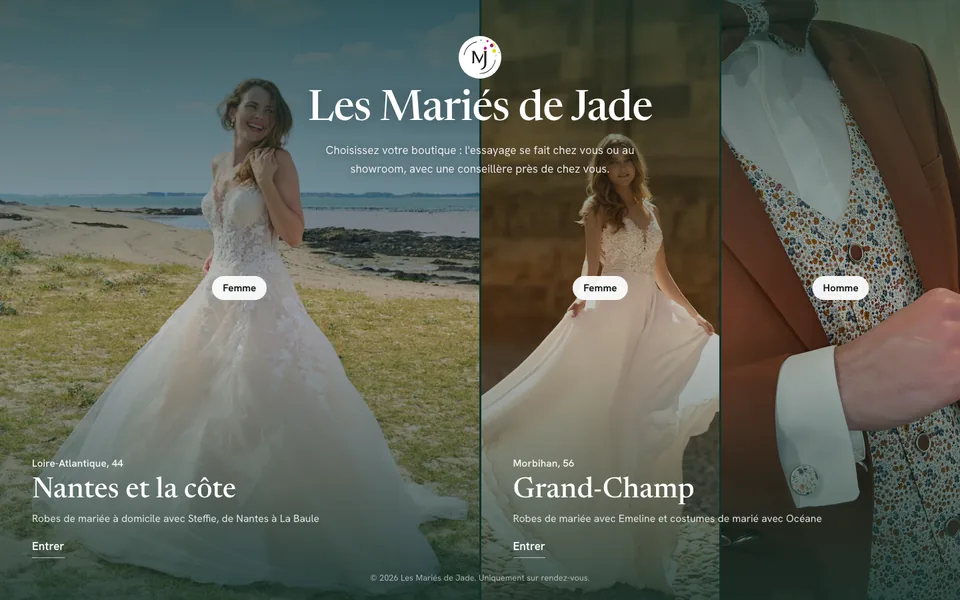 MJ
Les Mariés de Jade
Choisissez votre boutique : l'essayage se fait chez vous ou au
showroom, avec une conseillère près de chez vous.
Femme
Femme
Homme
Loire-Atlantique, 44
Nantes et la côte
Robes de mariée à domicile avec Steffie, de Nantes à La Baule
Entrer
Morbihan, 56
Grand-Champ
Robes de mariée avec Emeline et costumes de marié avec Océane
Entrer
© 2026 Les Mariés de Jade. Uniquement sur rendez-vous.